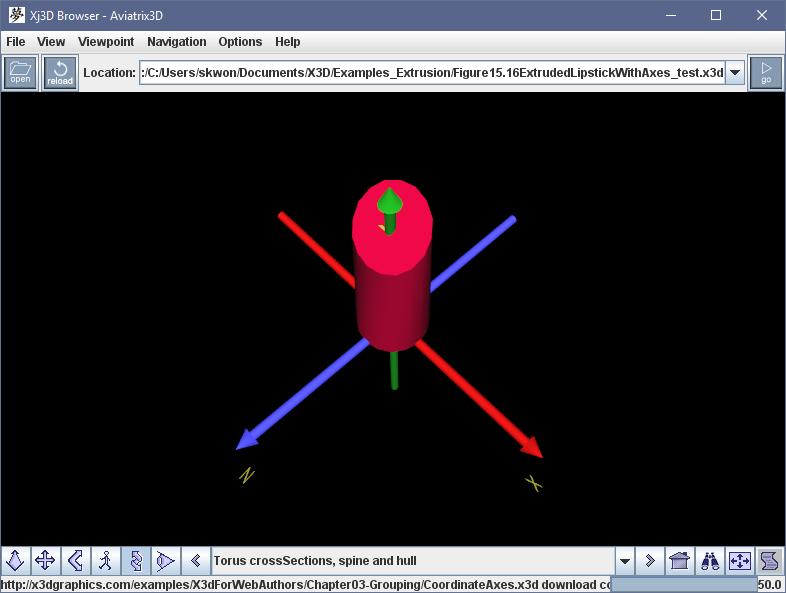 夢 Xj3D Browser - Aviatrix3D
File View Viewpoint Navigation Options Help
open reload Location: :/C:/Users/skwon/Documents/X3D/Examples_Extrusion/Figure15.16ExtrudedLipstickWithAxes_test.x3d go
Z X
Torus crossSections, spine and hull
http://x3dgraphics.com/examples/X3dForWebAuthors/Chapter03-Grouping/CoordinateAxes.x3d download co 50.0